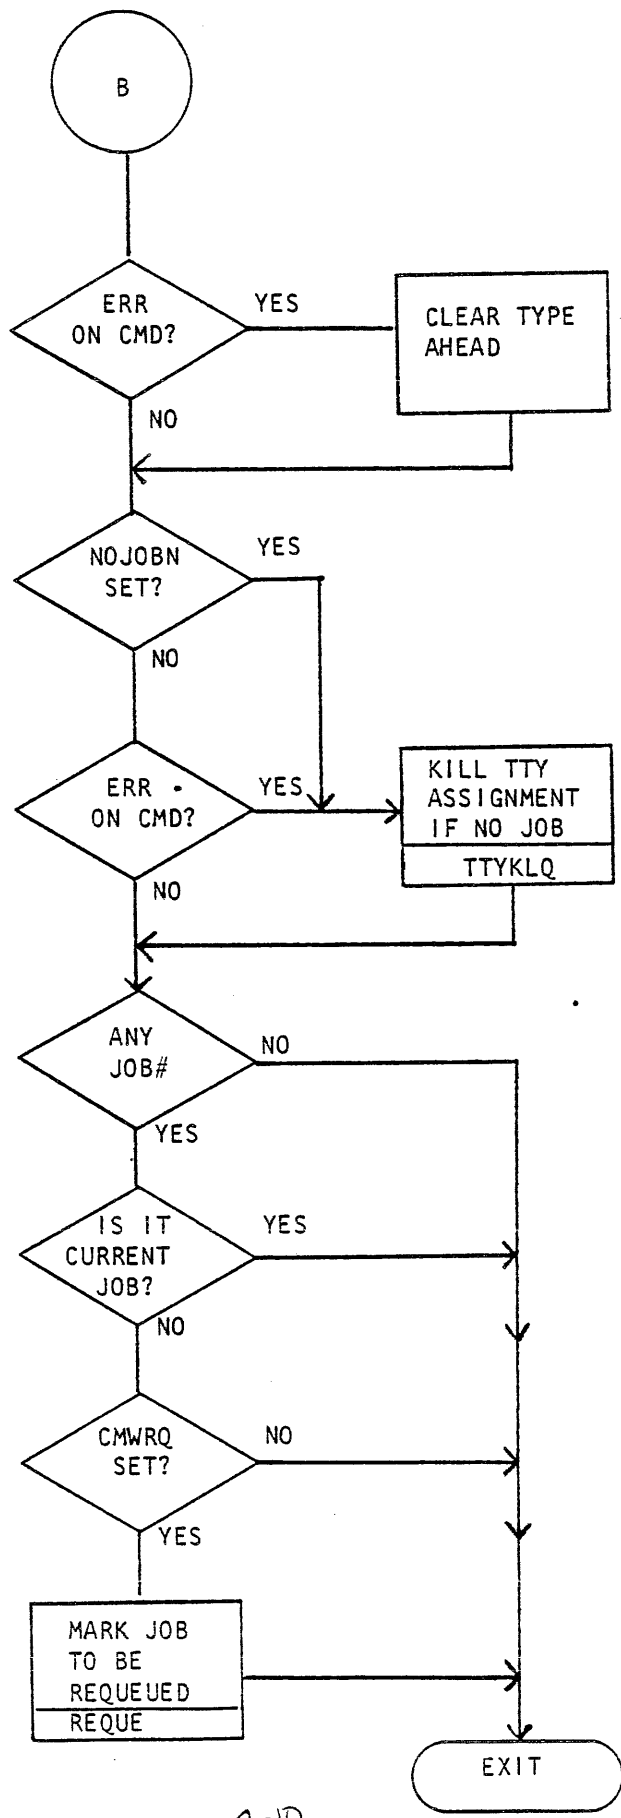 B
ERR
ON CMD?
YES
CLEAR TYPE
AHEAD
NO
NOJOBN
SET?
YES
NO
ERR
ON CMD?
YES
KILL TTY
ASSIGNMENT
IF NO JOB
TTYKLQ
NO
ANY
JOB#
NO
YES
IS IT
CURRENT
JOB?
YES
NO
CMWRQ
SET?
NO
YES
MARK JOB
TO BE
REQUEUED
REQUE
EXIT